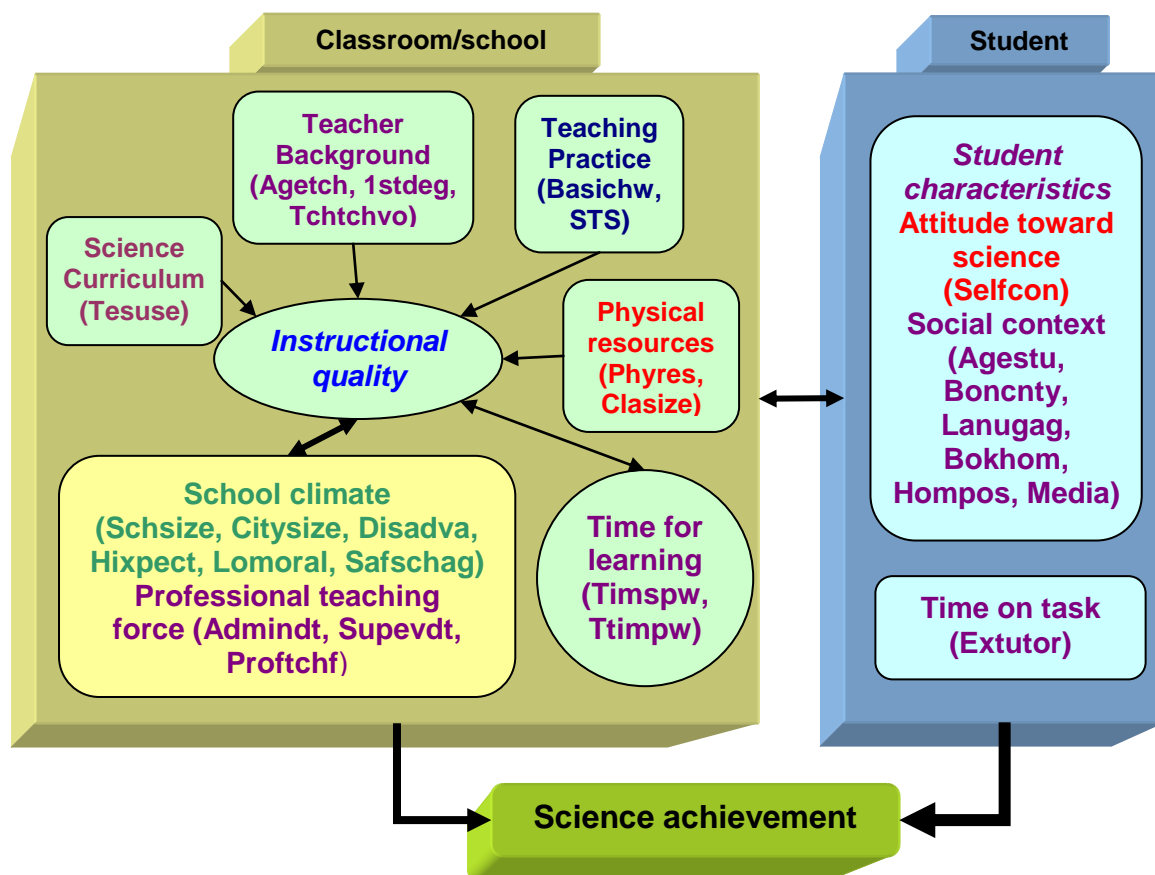 Classroom/school
Teacher
Background
(Agetch, 1stdeg,
Tchtchvo)
Teaching
Practice
(Basichw,
STS)
Science
Curriculum
(Tesuse)
Instructional
quality
Physical
resources
(Phyres,
Clasize)
School climate
(Schsize, Citysize, Disadva,
Hixpect, Lomoral, Safschag)
Professional teaching
force (Admindt, Supevdt,
Proftchf)
Time for
learning
(Timspw,
Ttimpw)
Student
Student
characteristics
Attitude toward
science
(Selfcon)
Social context
(Agestu,
Boncnty,
Lanugag,
Bokhom,
Hompos, Media)
Time on task
(Extutor)
Science achievement